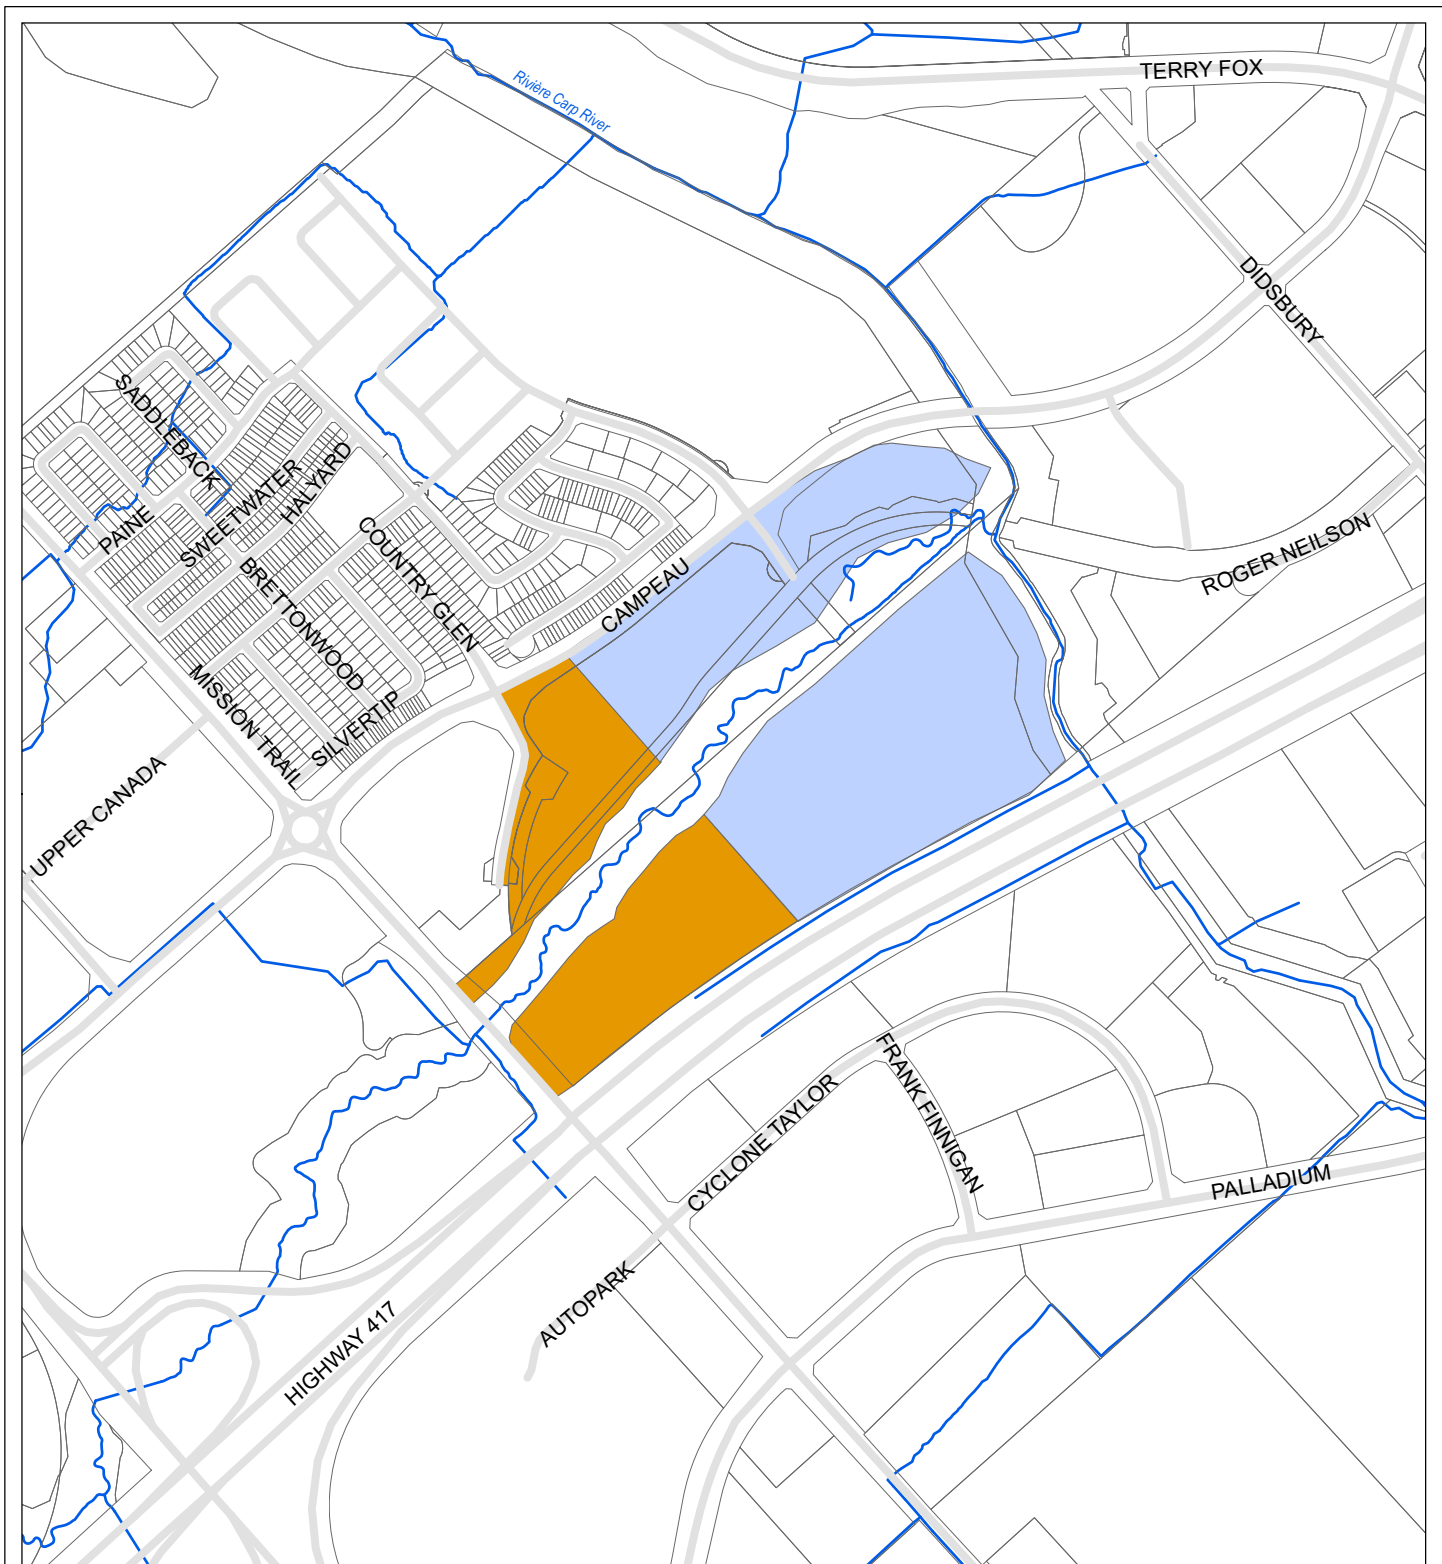 TERRY FOX
Rivière Carp River
DIDSBURY
SADDLEBACK
SWEETWATER
HALYARD
PAINE
COUNTRY GLEN
BRETTONWOOD
CAMPEAU
ROGER NEILSON
MISSION TRAIL
SILVERTIP
UPPER CANADA
CYCLONE TAYLOR
FRANK FINNIGAN
PALLADIUM
AUTOPARK
HIGHWAY 417